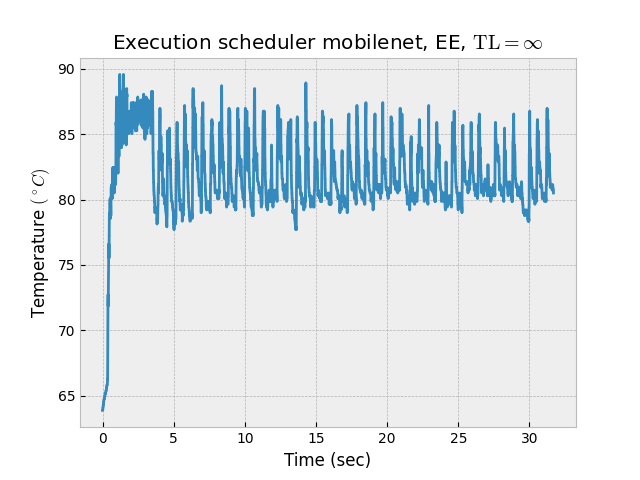 Execution scheduler mobilenet, EE, TL = ∞
90
85
80
75
70
65
Temperature (°C)
0 5 10 15 20 25 30
Time (sec)